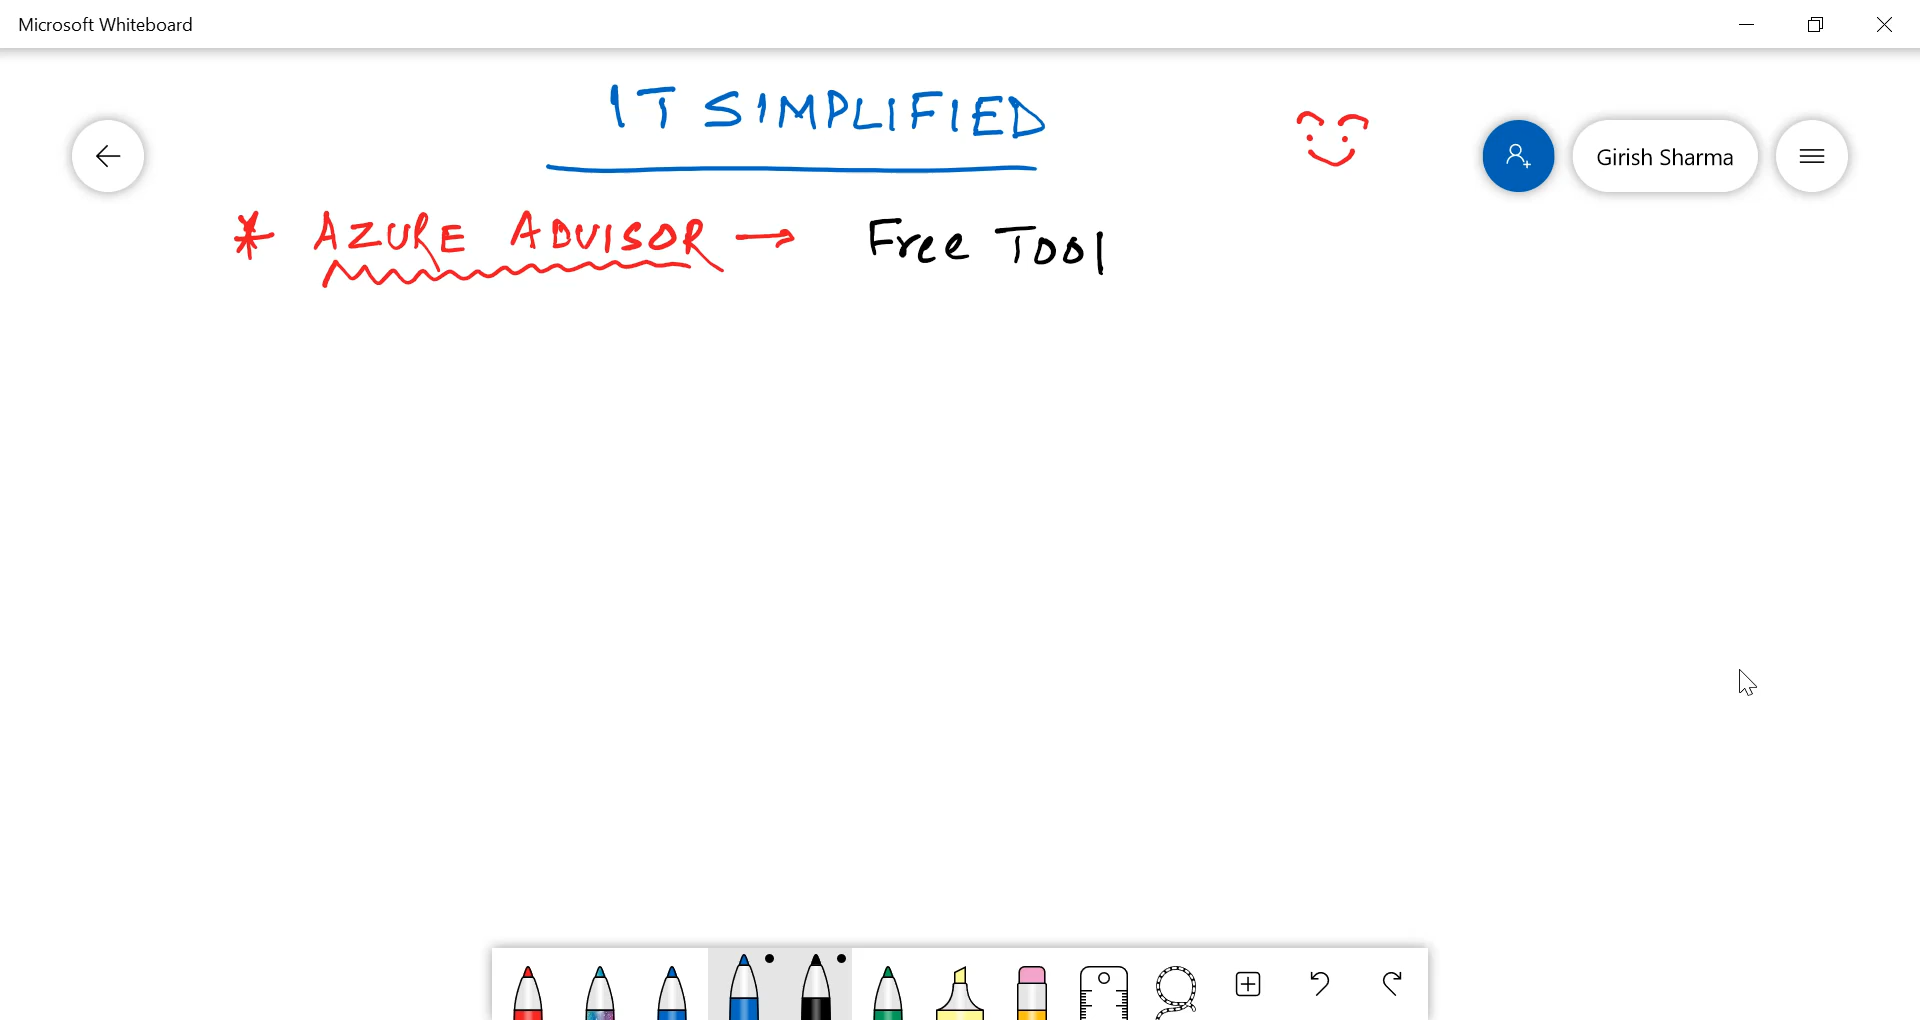 Microsoft Whiteboard
IT SIMPLIFIED
Girish Sharma
* AZURE ADVISOR → Free Tool